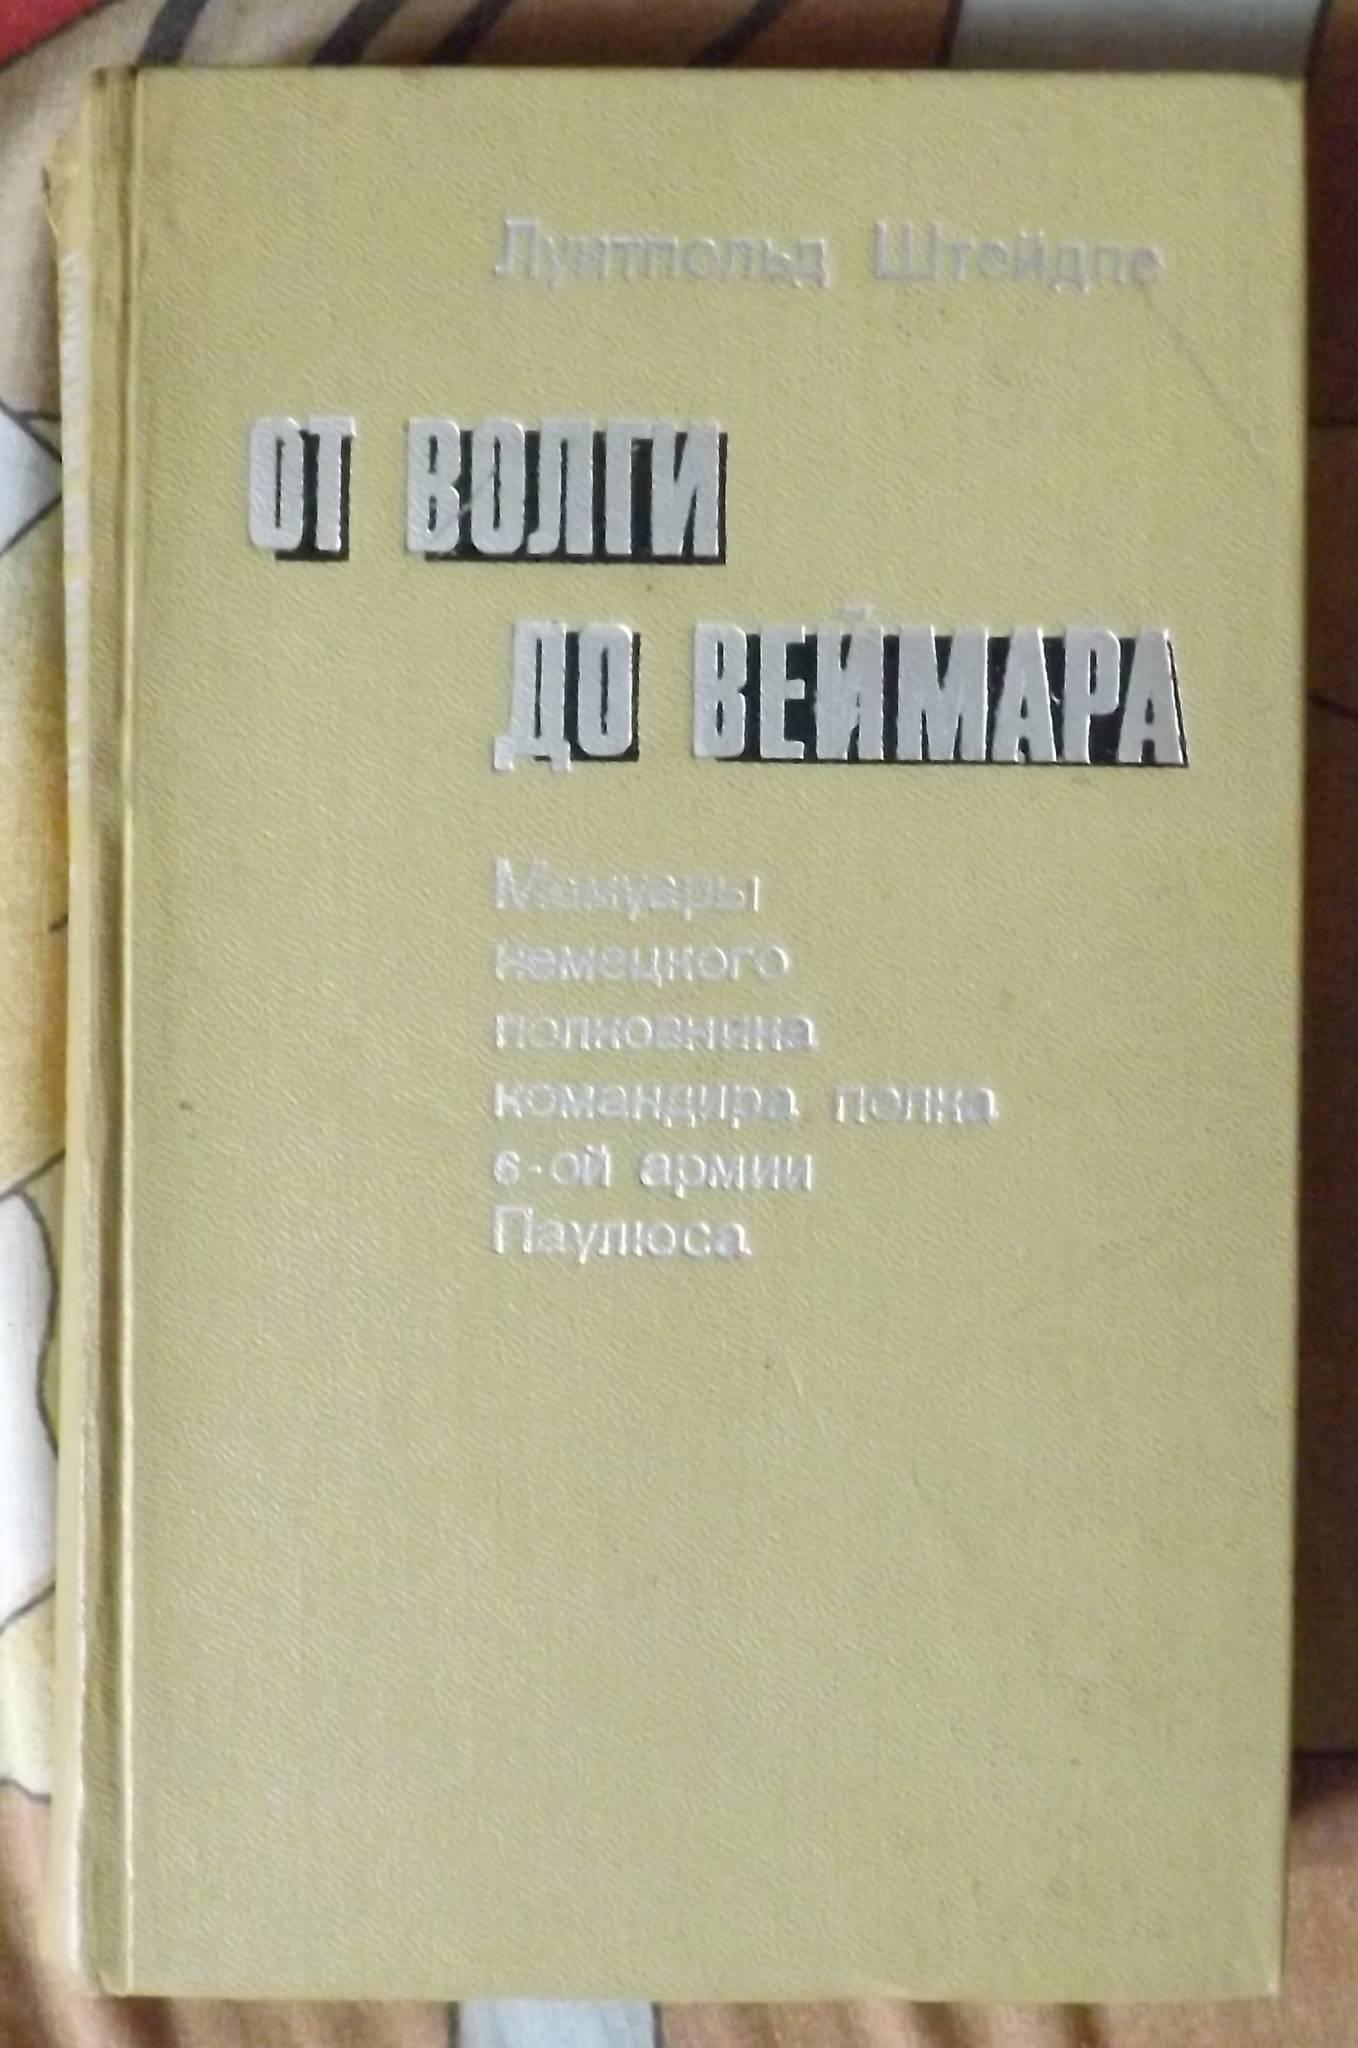 Луитпольд Штейдле
ОТ ВОЛГИ
ДО ВЕЙМАРА
Мемуары
немецкого
полковника
командира полка
6-ой армии
Паулюса